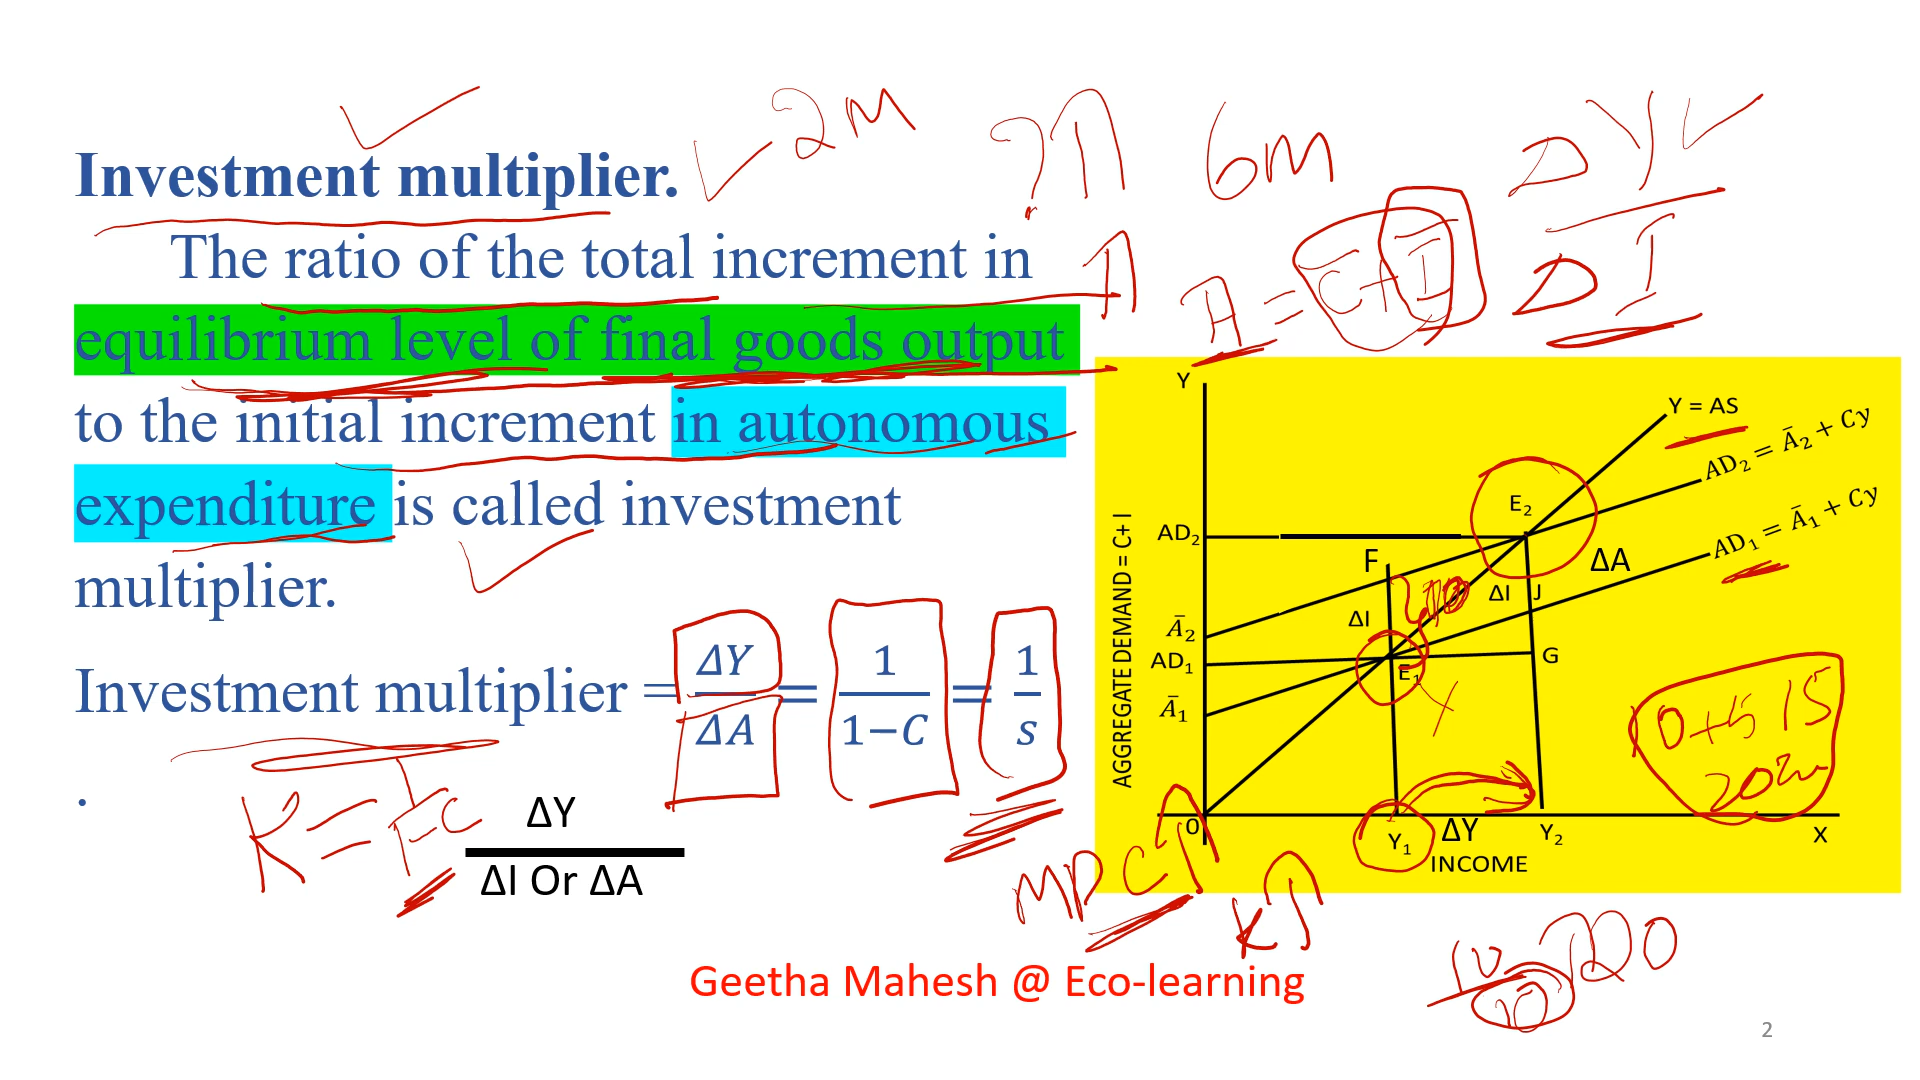 Investment multiplier.
2M
6m
ΔY
ΔI
The ratio of the total increment in
A = C+I
equilibrium level of final goods output
to the initial increment in autonomous
expenditure is called investment
multiplier.
Investment multiplier = ΔY/ΔA = 1/1−C = 1/s
.
K =
ΔY
ΔI Or ΔA
Y
Y = AS
AD₂ = Ā₂ + Cy
E₂
AD₁ = Ā₁ + Cy
AD₂
F
ΔA
ΔI
J
ΔI
Ā₂
AD₁
E₁
G
Ā₁
AGGREGATE DEMAND = C+ I
0
Y₁
ΔY
Y₂
X
INCOME
MPC
K
Geetha Mahesh @ Eco-learning
2